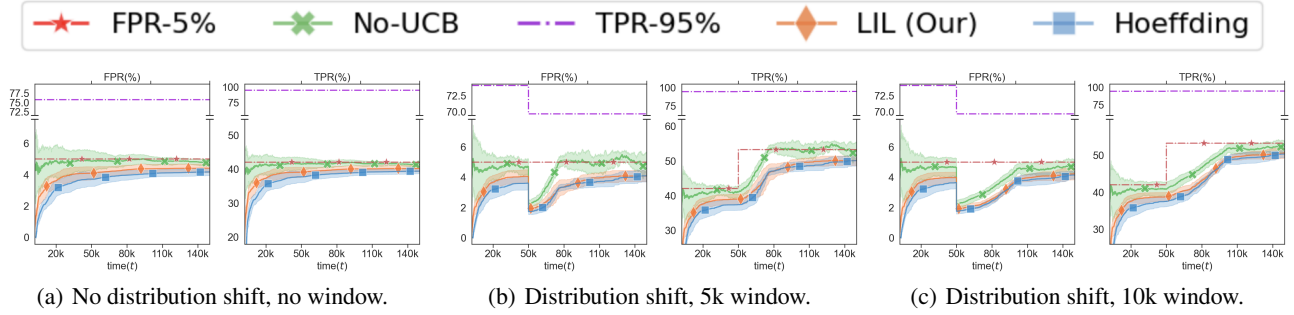 FPR-5% No-UCB TPR-95% LIL (Our) Hoeffding
FPR(%) TPR(%) FPR(%) TPR(%) FPR(%) TPR(%)
77.5 75.0 72.5 6 4 2 0
100 75 50 40 30 20
72.5 70.0 6 4 2 0
100 75 60 50 40 30
72.5 70.0 6 4 2 0
100 75 50 40 30
20k 50k 80k 110k 140k 20k 50k 80k 110k 140k 20k 50k 80k 110k 140k 20k 50k 80k 110k 140k 20k 50k 80k 110k 140k 20k 50k 80k 110k 140k
time(t) time(t) time(t) time(t) time(t) time(t)
(a) No distribution shift, no window. (b) Distribution shift, 5k window. (c) Distribution shift, 10k window.